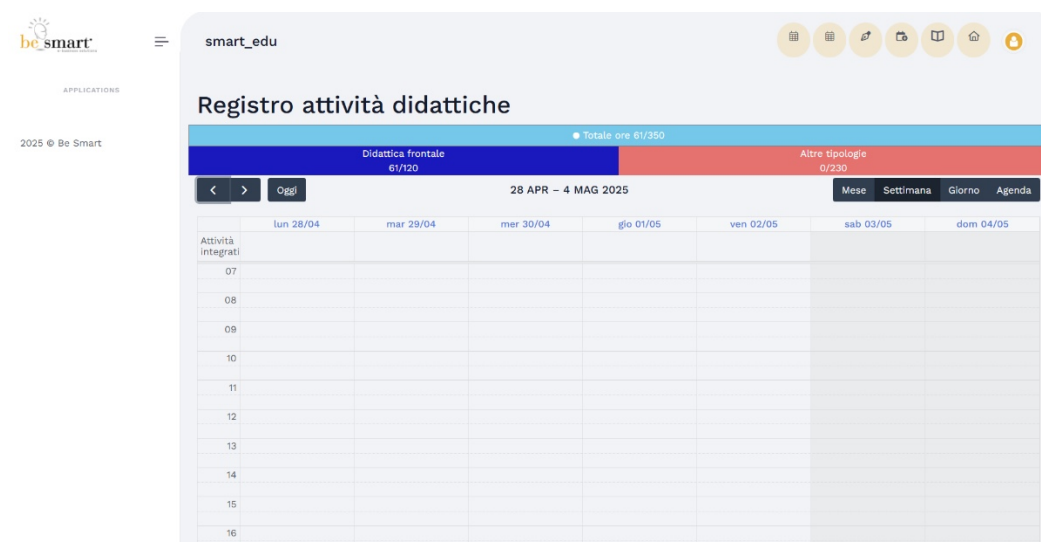 be smart
smart_edu
APPLICATIONS
2025 © Be Smart
Registro attività didattiche
Totale ore 61/350
Didattica frontale
61/120
Altre tipologie
0/230
Oggi
28 APR – 4 MAG 2025
Mese Settimana Giorno Agenda
lun 28/04 mar 29/04 mer 30/04 gio 01/05 ven 02/05 sab 03/05 dom 04/05
Attività
integrati
07
08
09
10
11
12
13
14
15
16